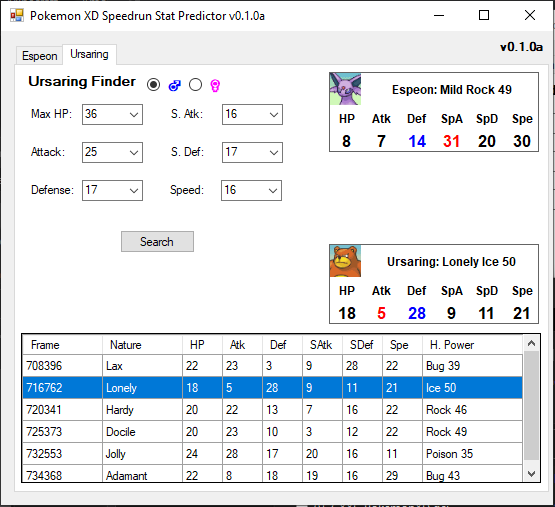 Pokemon XD Speedrun Stat Predictor v0.1.0a
Espeon Ursaring v0.1.0a
Ursaring Finder
Max HP: 36 S. Atk: 16
Attack: 25 S. Def: 17
Defense: 17 Speed: 16
Search
Espeon: Mild Rock 49
HP Atk Def SpA SpD Spe
8 7 14 31 20 30
Ursaring: Lonely Ice 50
HP Atk Def SpA SpD Spe
18 5 28 9 11 21
Frame Nature HP Atk Def SAtk SDef Spe H. Power
708396 Lax 22 23 3 9 28 22 Bug 39
716762 Lonely 18 5 28 9 11 21 Ice 50
720341 Hardy 20 22 13 7 16 22 Rock 46
725373 Docile 20 23 10 3 12 22 Rock 49
732553 Jolly 24 28 17 20 16 11 Poison 35
734368 Adamant 22 8 18 19 16 29 Bug 43